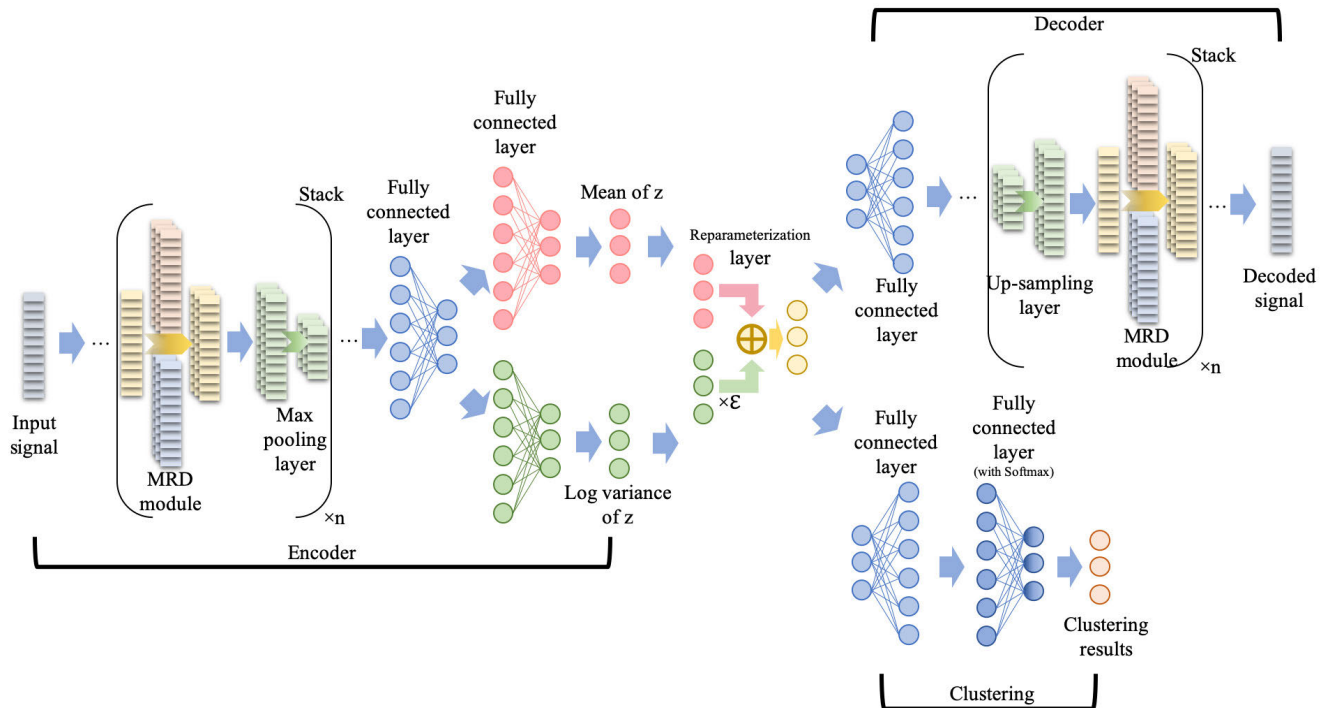 Decoder
Stack
Fully
connected
layer
Fully
connected
layer
Stack
Mean of z
Reparameterization
layer
...
...
Up-sampling
layer
Decoded
signal
Fully
connected
layer
MRD
module
×n
...
...
Input
signal
Max
pooling
layer
MRD
module
×n
×ε
Log variance
of z
Fully
connected
layer
Fully
connected
layer
(with Softmax)
Encoder
Clustering
results
Clustering